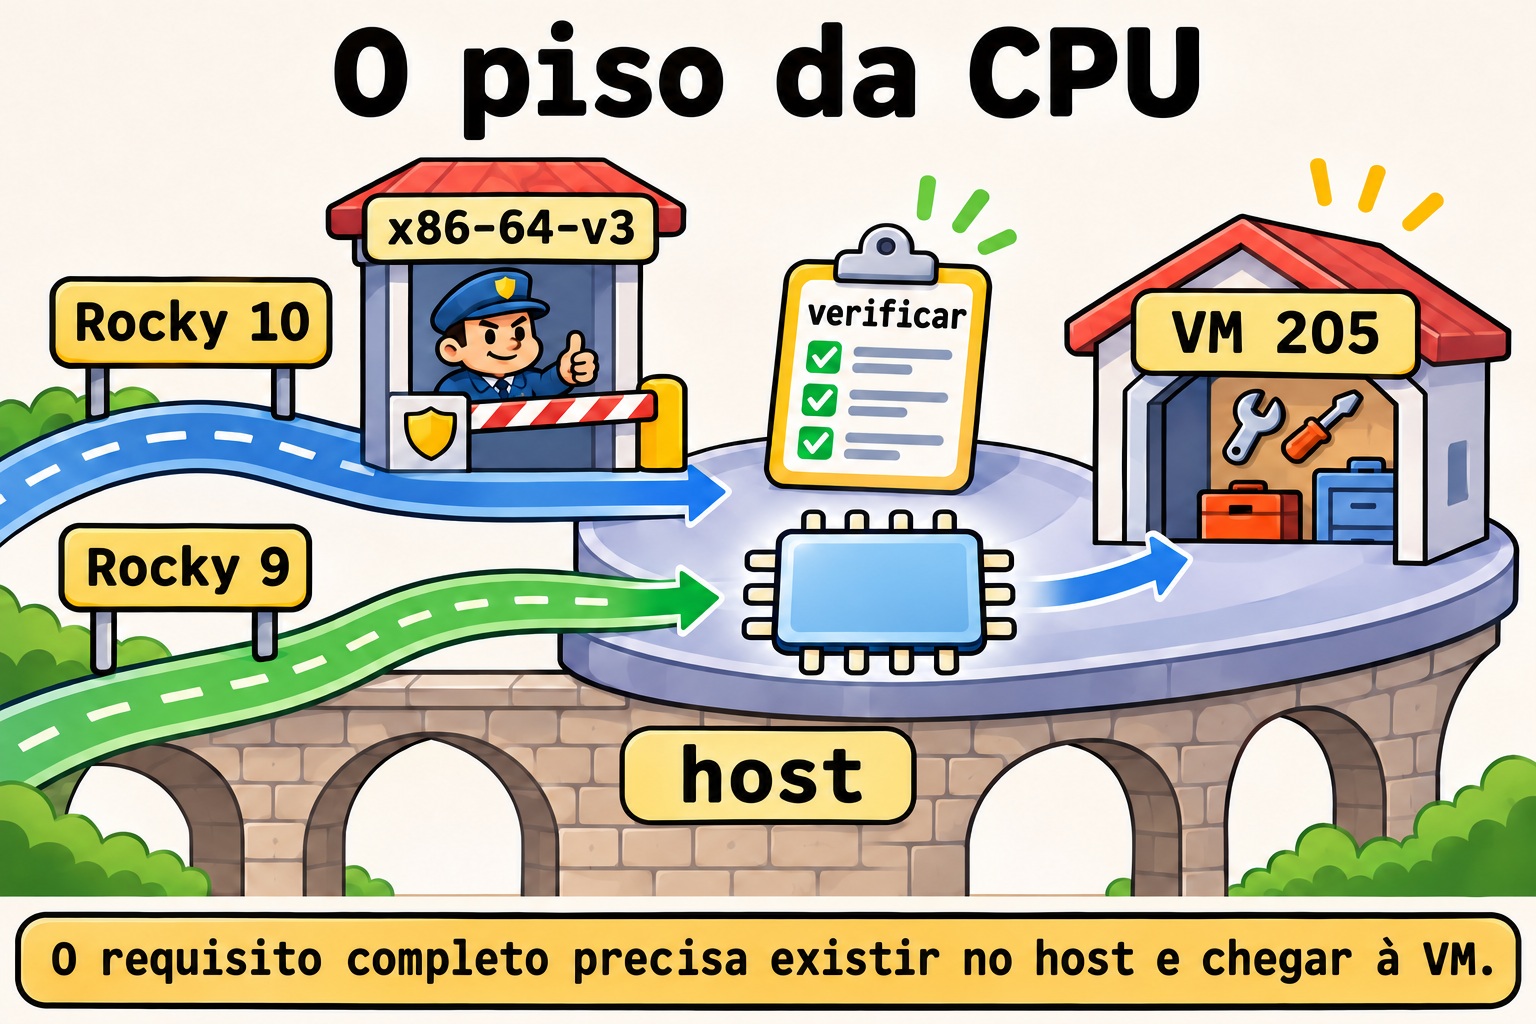 O piso da CPU
x86-64-v3
Rocky 10
verificar
VM 205
Rocky 9
host
O requisito completo precisa existir no host e chegar à VM.